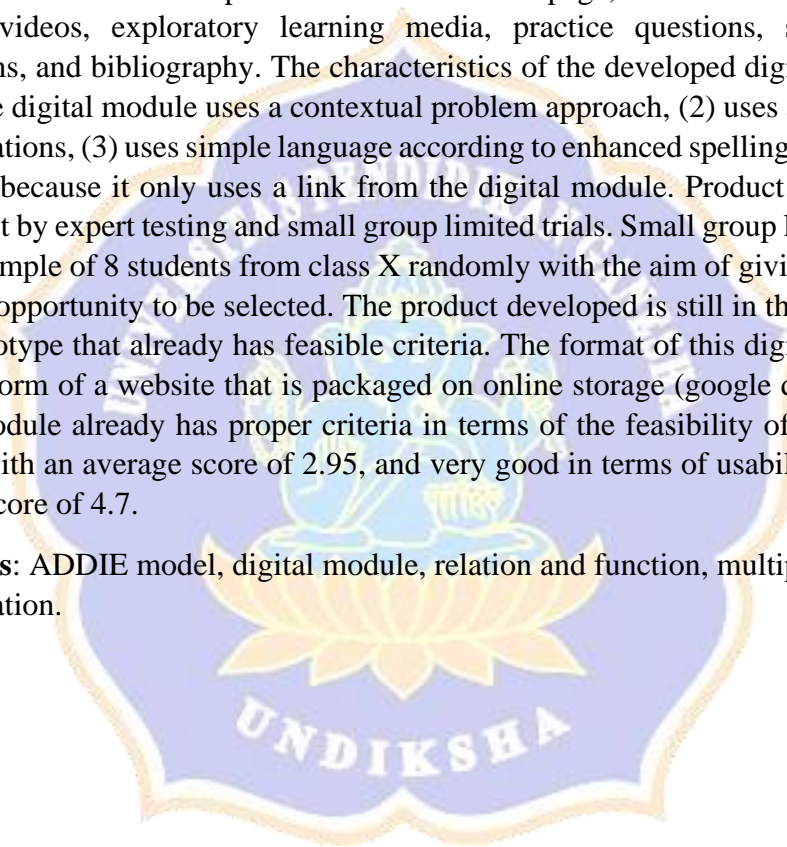 videos, exploratory learning media, practice questions, s
ns, and bibliography. The characteristics of the developed digi
e digital module uses a contextual problem approach, (2) uses
ations, (3) uses simple language according to enhanced spelling
because it only uses a link from the digital module. Product
t by expert testing and small group limited trials. Small group l
mple of 8 students from class X randomly with the aim of givi
opportunity to be selected. The product developed is still in th
otype that already has feasible criteria. The format of this digi
orm of a website that is packaged on online storage (google d
odule already has proper criteria in terms of the feasibility of
ith an average score of 2.95, and very good in terms of usabil
core of 4.7.
s: ADDIE model, digital module, relation and function, multip
ation.
UNIVERSITAS PENDIDIKAN GANESHA
UNDIKSHA